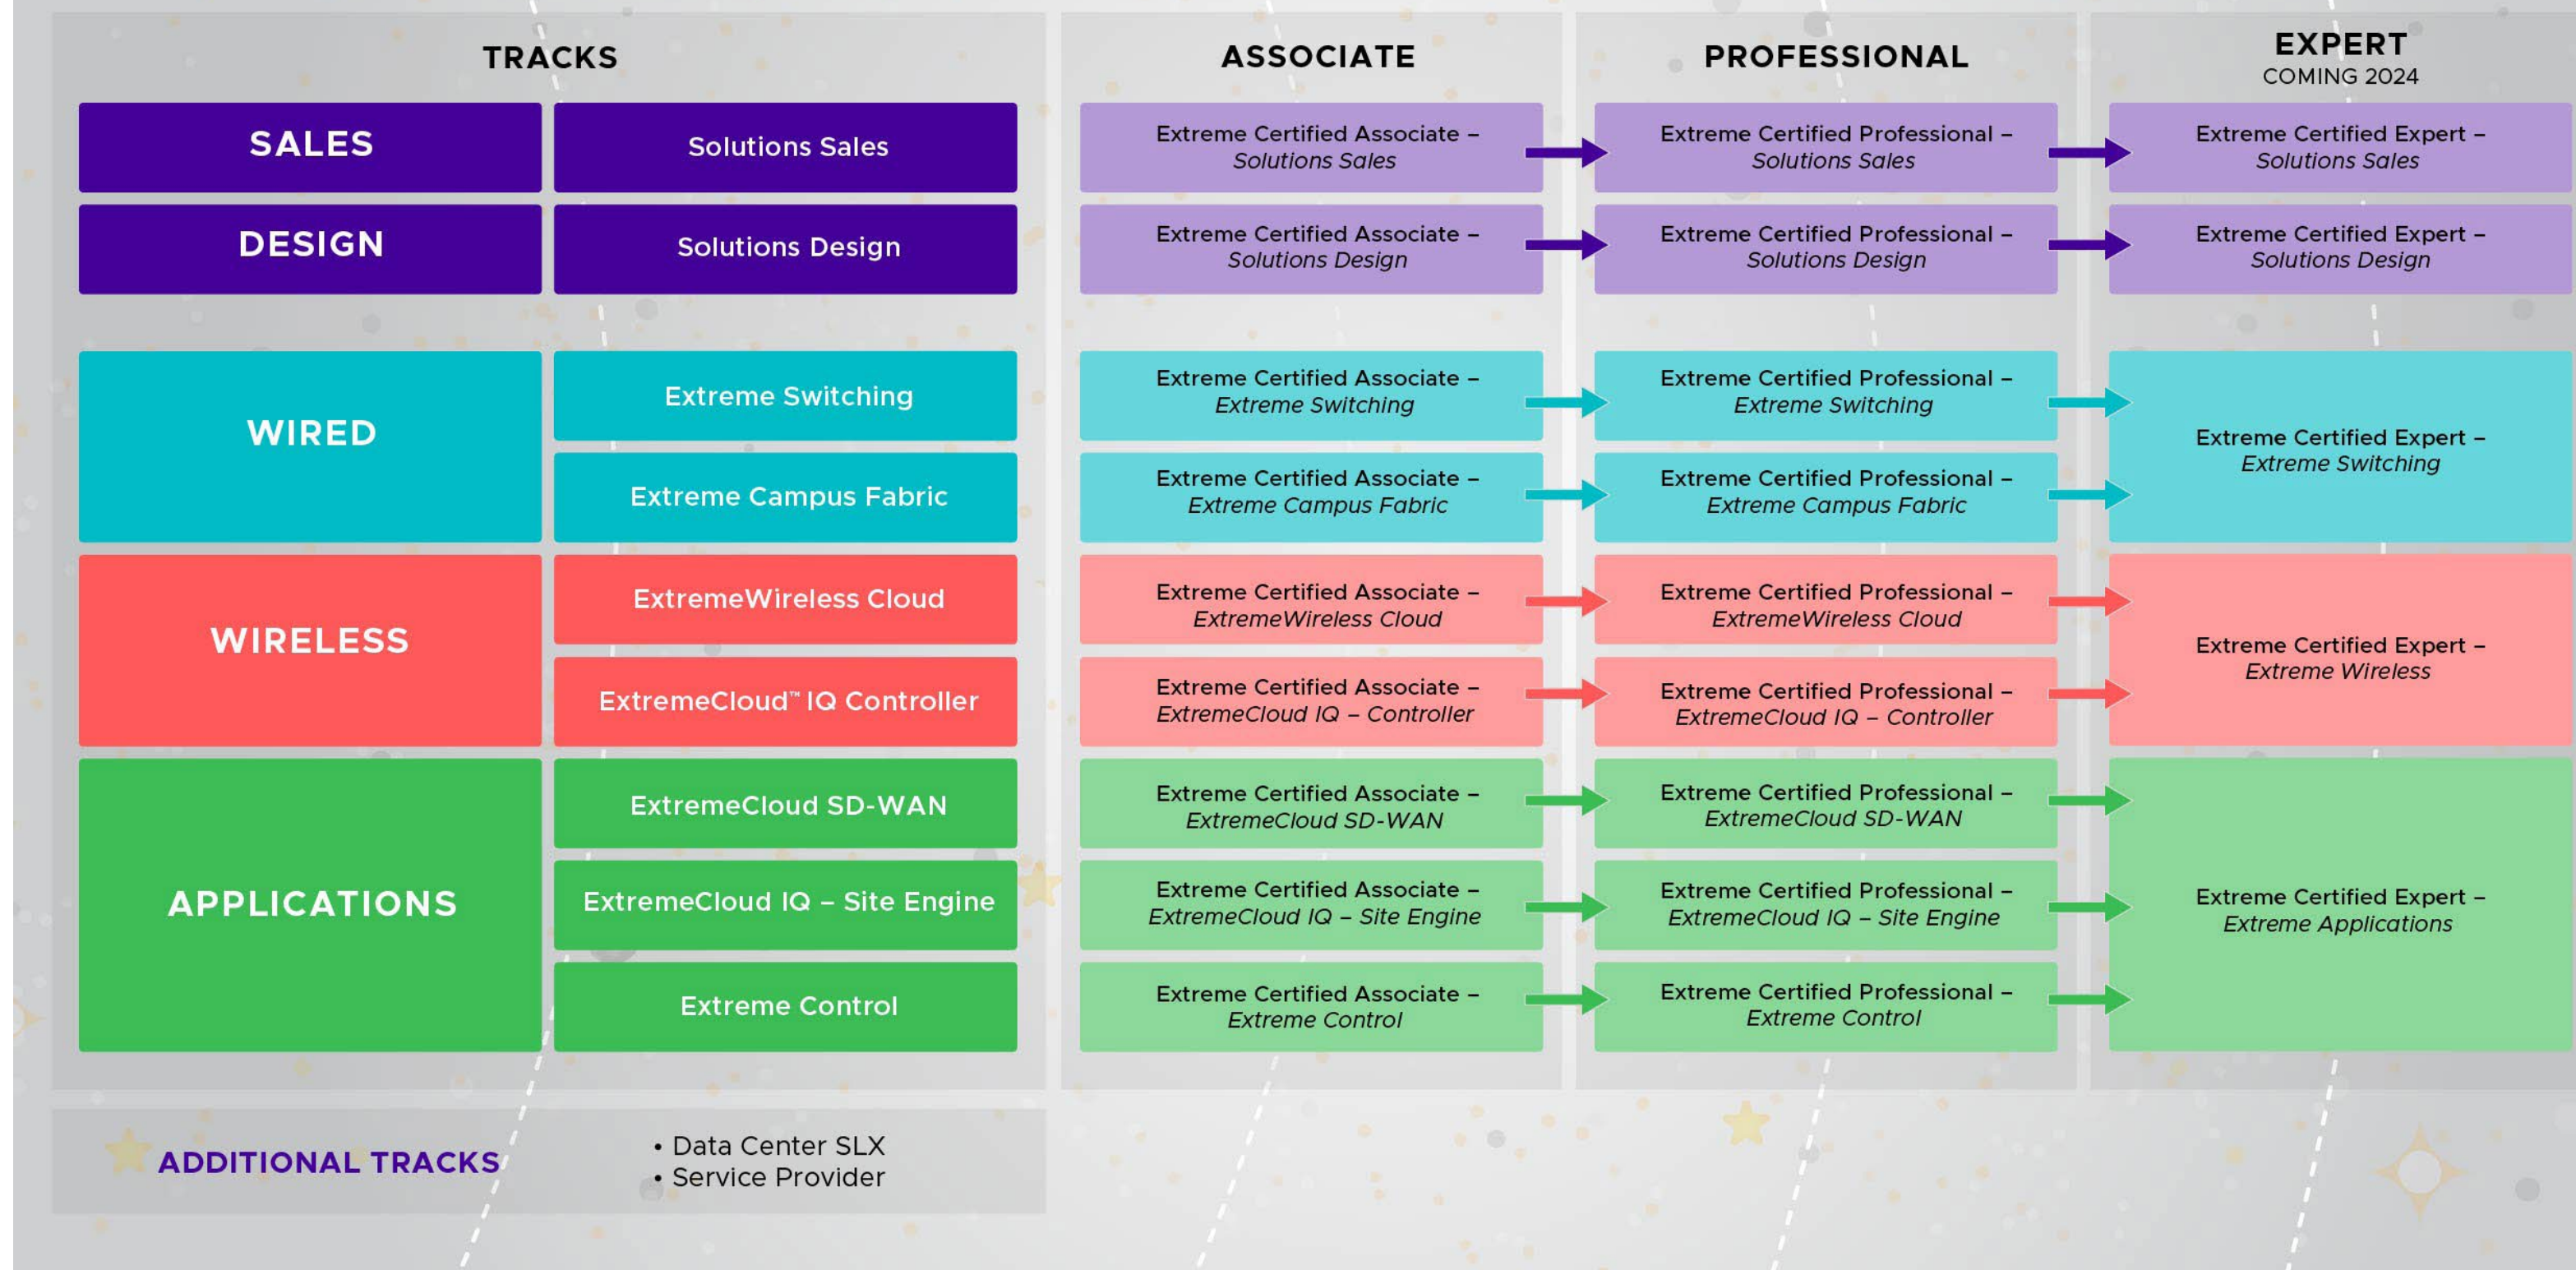 TRACKS
ASSOCIATE
PROFESSIONAL
EXPERT
COMING 2024
SALES
Solutions Sales
Extreme Certified Associate –
Solutions Sales
Extreme Certified Professional –
Solutions Sales
Extreme Certified Expert –
Solutions Sales
DESIGN
Solutions Design
Extreme Certified Associate –
Solutions Design
Extreme Certified Professional –
Solutions Design
Extreme Certified Expert –
Solutions Design
WIRED
Extreme Switching
Extreme Certified Associate –
Extreme Switching
Extreme Certified Professional –
Extreme Switching
Extreme Certified Expert –
Extreme Switching
Extreme Campus Fabric
Extreme Certified Associate –
Extreme Campus Fabric
Extreme Certified Professional –
Extreme Campus Fabric
WIRELESS
ExtremeWireless Cloud
Extreme Certified Associate –
ExtremeWireless Cloud
Extreme Certified Professional –
ExtremeWireless Cloud
Extreme Certified Expert –
Extreme Wireless
ExtremeCloud™ IQ Controller
Extreme Certified Associate –
ExtremeCloud IQ – Controller
Extreme Certified Professional –
ExtremeCloud IQ – Controller
APPLICATIONS
ExtremeCloud SD-WAN
Extreme Certified Associate –
ExtremeCloud SD-WAN
Extreme Certified Professional –
ExtremeCloud SD-WAN
ExtremeCloud IQ – Site Engine
Extreme Certified Associate –
ExtremeCloud IQ – Site Engine
Extreme Certified Professional –
ExtremeCloud IQ – Site Engine
Extreme Certified Expert –
Extreme Applications
Extreme Control
Extreme Certified Associate –
Extreme Control
Extreme Certified Professional –
Extreme Control
ADDITIONAL TRACKS
• Data Center SLX
• Service Provider